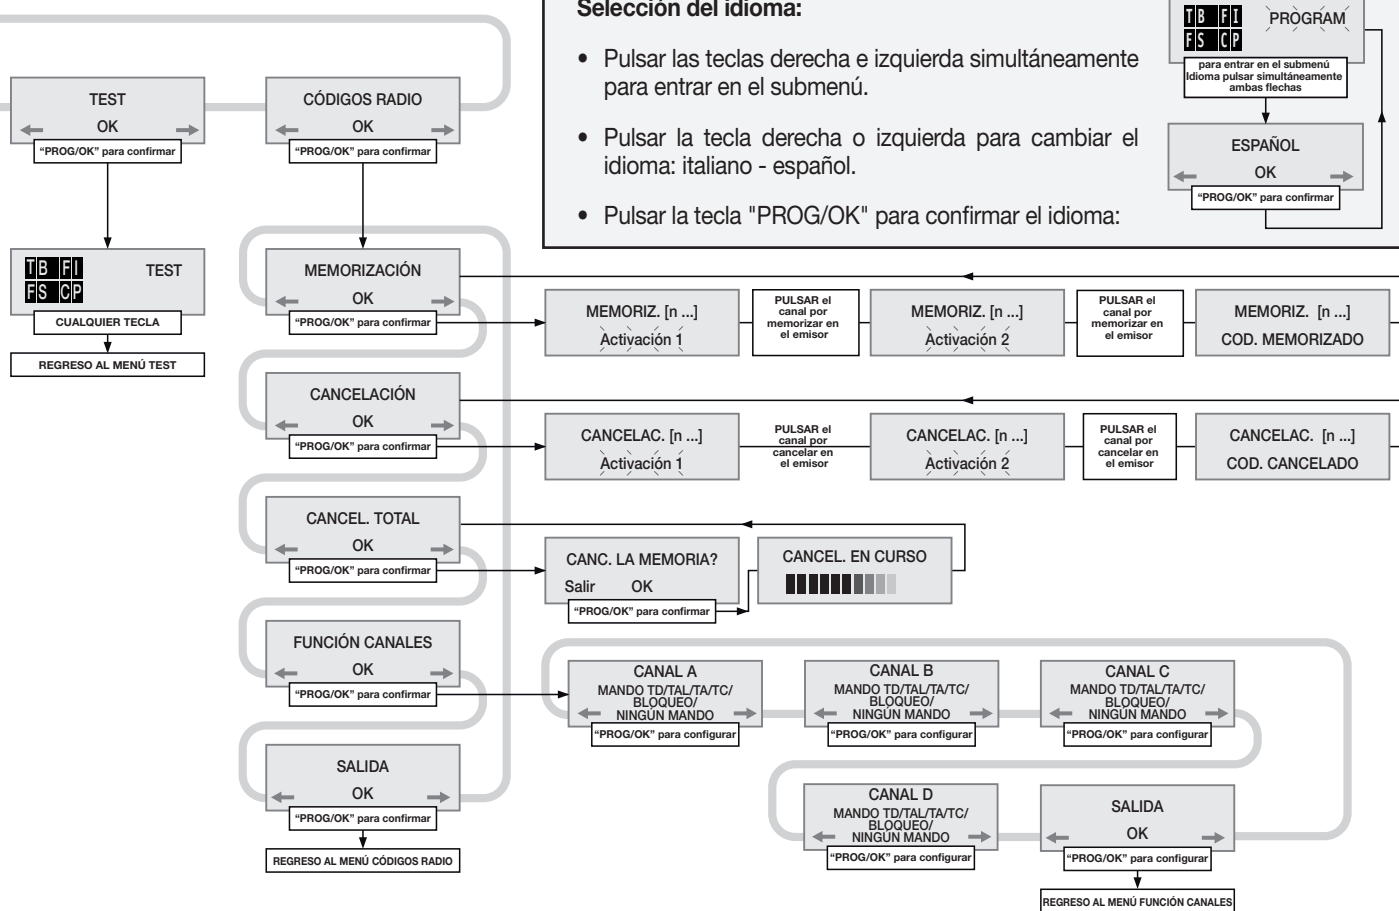 Selección del idioma:
• Pulsar las teclas derecha e izquierda simultáneamente
para entrar en el submenú.
• Pulsar la tecla derecha o izquierda para cambiar el
idioma: italiano - español.
• Pulsar la tecla "PROG/OK" para confirmar el idioma:
TB FI
FS CP
PROGRAM
para entrar en el submenú
Idioma pulsar simultáneamente
ambas flechas
ESPAÑOL
OK
“PROG/OK” para confirmar
TEST
OK
“PROG/OK” para confirmar
TB FI
FS CP
TEST
CUALQUIER TECLA
REGRESO AL MENÚ TEST
CÓDIGOS RADIO
OK
“PROG/OK” para confirmar
MEMORIZACIÓN
OK
“PROG/OK” para confirmar
MEMORIZ. [n ...]
Activación 1
PULSAR el
canal por
memorizar en
el emisor
MEMORIZ. [n ...]
Activación 2
PULSAR el
canal por
memorizar en
el emisor
MEMORIZ. [n ...]
COD. MEMORIZADO
CANCELACIÓN
OK
“PROG/OK” para confirmar
CANCELAC. [n ...]
Activación 1
PULSAR el
canal por
cancelar en
el emisor
CANCELAC. [n ...]
Activación 2
PULSAR el
canal por
cancelar en
el emisor
CANCELAC. [n ...]
COD. CANCELADO
CANCEL. TOTAL
OK
“PROG/OK” para confirmar
CANC. LA MEMORIA?
Salir OK
“PROG/OK” para confirmar
CANCEL. EN CURSO
FUNCIÓN CANALES
OK
“PROG/OK” para confirmar
CANAL A
MANDO TD/TAL/TA/TC/
BLOQUEO/
NINGÚN MANDO
“PROG/OK” para configurar
CANAL B
MANDO TD/TAL/TA/TC/
BLOQUEO/
NINGÚN MANDO
“PROG/OK” para configurar
CANAL C
MANDO TD/TAL/TA/TC/
BLOQUEO/
NINGÚN MANDO
“PROG/OK” para configurar
SALIDA
OK
“PROG/OK” para confirmar
REGRESO AL MENÚ CÓDIGOS RADIO
CANAL D
MANDO TD/TAL/TA/TC/
BLOQUEO/
NINGÚN MANDO
“PROG/OK” para configurar
SALIDA
OK
“PROG/OK” para configurar
REGRESO AL MENÚ FUNCIÓN CANALES